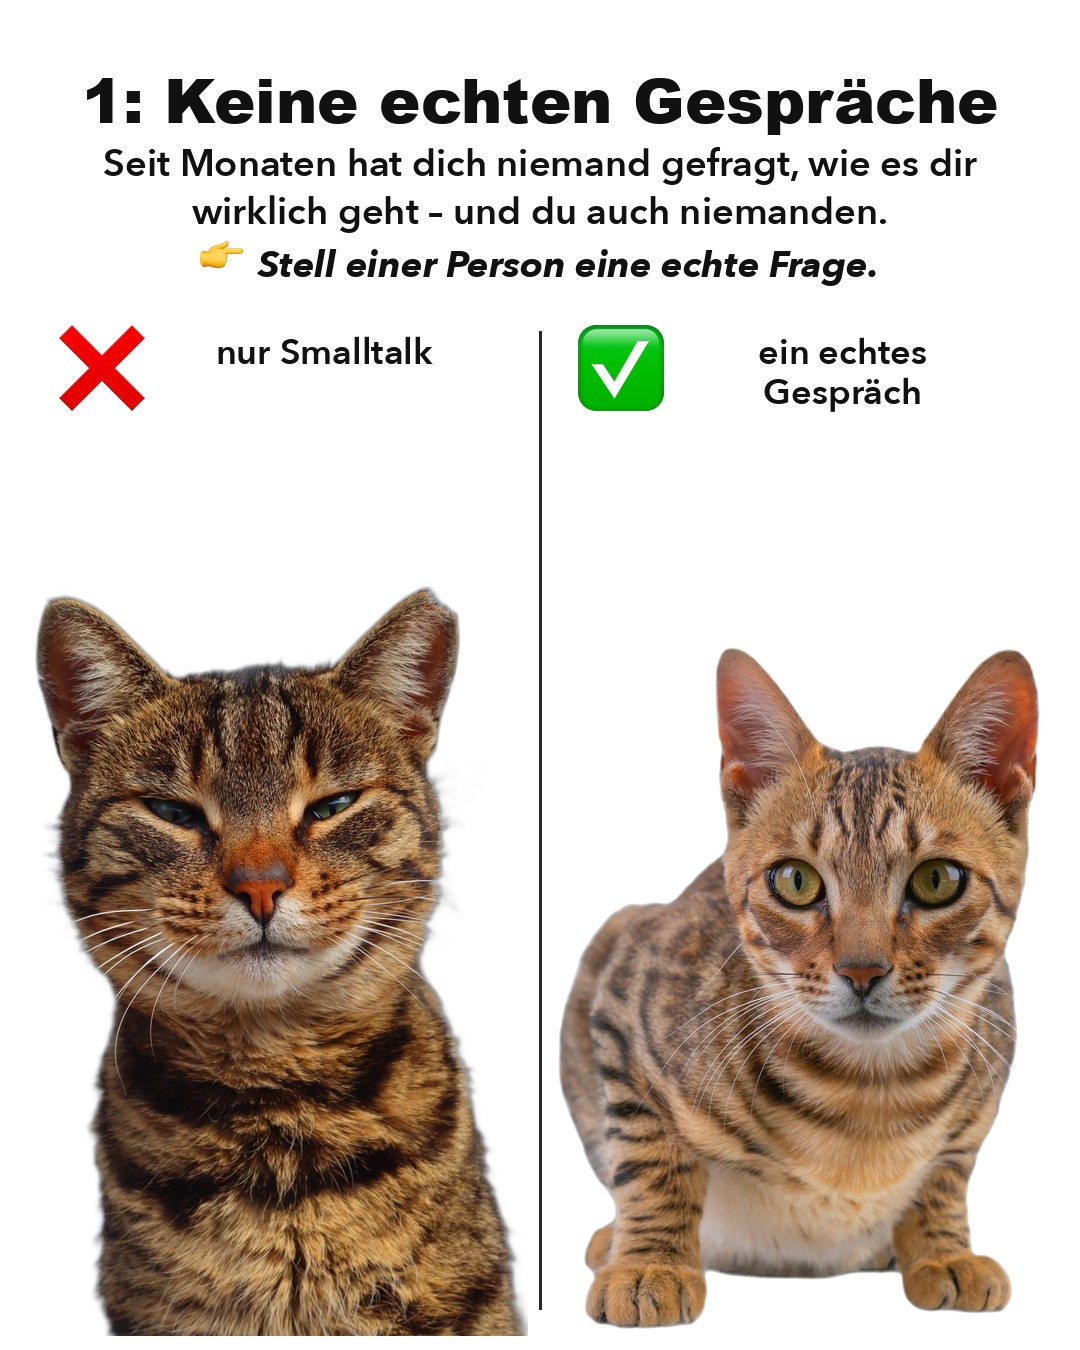 1: Keine echten Gespräche
Seit Monaten hat dich niemand gefragt, wie es dir
wirklich geht – und du auch niemanden.
👉 Stell einer Person eine echte Frage.
❌ nur Smalltalk
✅ ein echtes
Gespräch